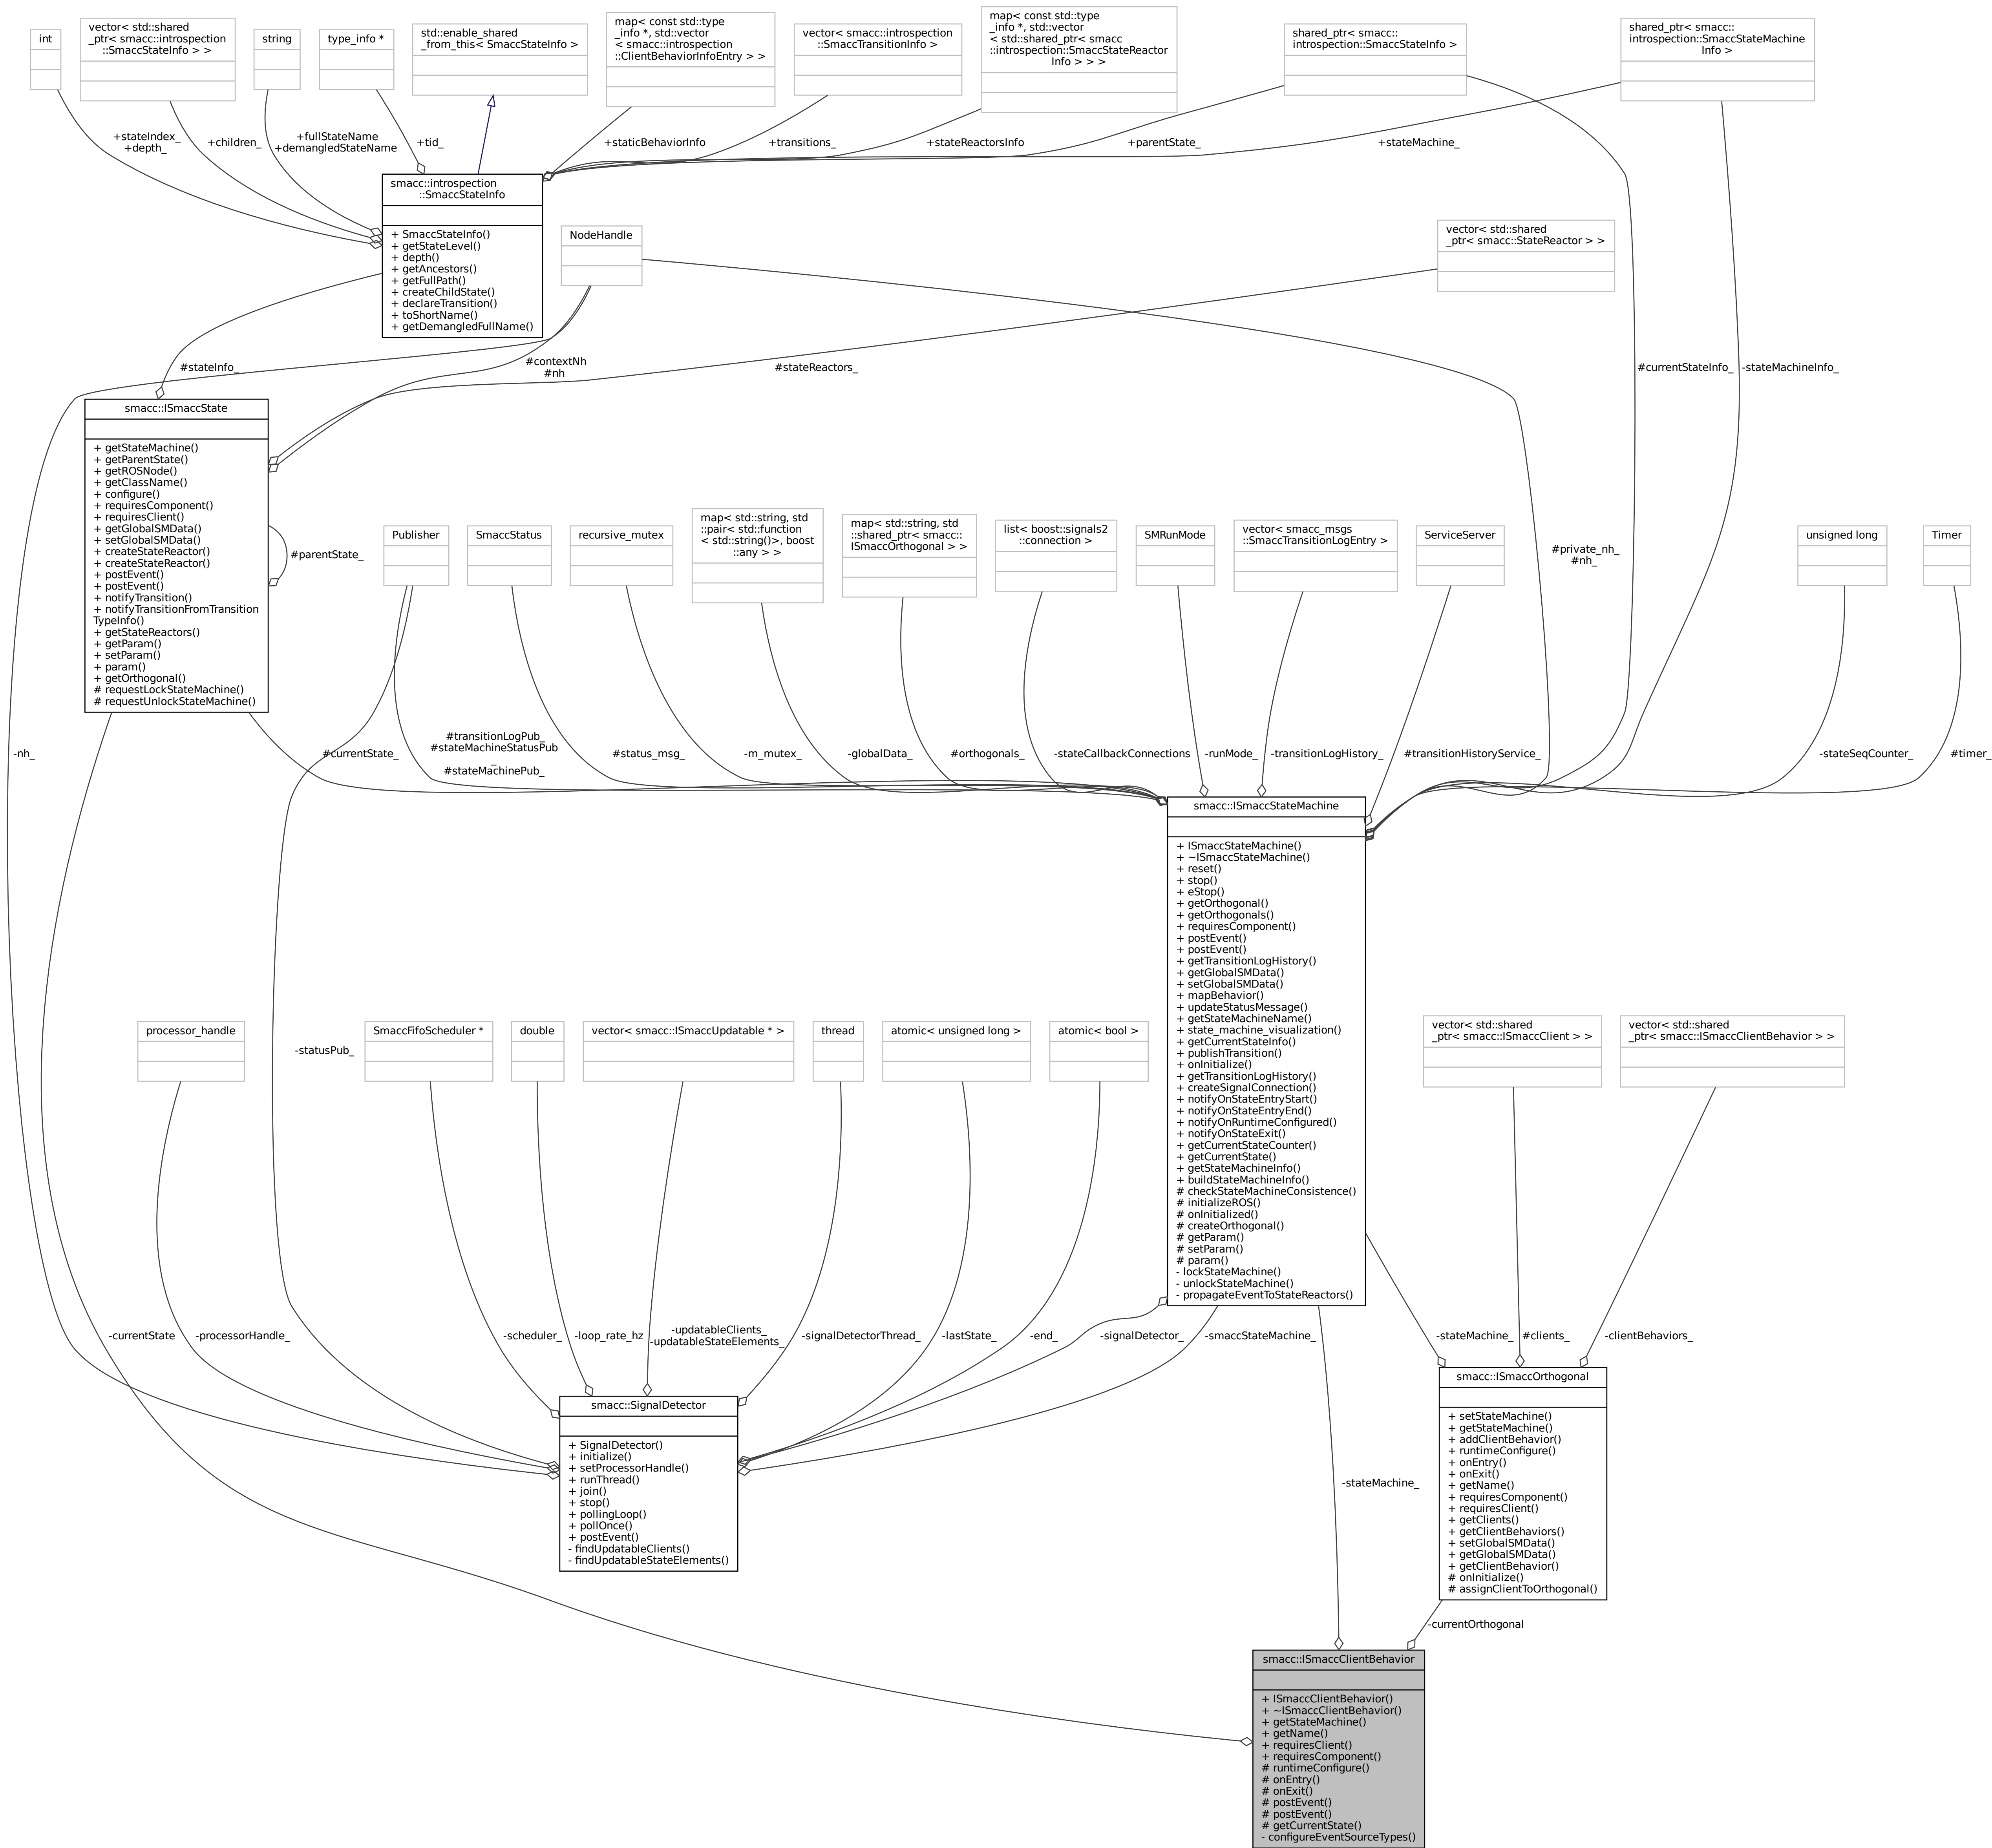 int
vector< std::shared
_ptr< smacc::introspection
::SmaccStateInfo > >
string
type_info *
std::enable_shared
_from_this< SmaccStateInfo >
map< const std::type
_info *, std::vector
< smacc::introspection
::ClientBehaviorInfoEntry > >
vector< smacc::introspection
::SmaccTransitionInfo >
map< const std::type
_info *, std::vector
< std::shared_ptr< smacc
::introspection::SmaccStateReactor
Info > > >
shared_ptr< smacc::
introspection::SmaccStateInfo >
shared_ptr< smacc::
introspection::SmaccStateMachine
Info >
+stateIndex_
+depth_
+children_
+fullStateName
+demangledStateName
+tid_
+staticBehaviorInfo
+transitions_
+stateReactorsInfo
+parentState_
+stateMachine_
smacc::introspection
::SmaccStateInfo
+ SmaccStateInfo()
+ getStateLevel()
+ depth()
+ getAncestors()
+ getFullPath()
+ createChildState()
+ declareTransition()
+ toShortName()
+ getDemangledFullName()
NodeHandle
vector< std::shared
_ptr< smacc::StateReactor > >
#stateInfo_
#contextNh
#nh
#stateReactors_
#currentStateInfo_
-stateMachineInfo_
smacc::ISmaccState
+ getStateMachine()
+ getParentState()
+ getROSNode()
+ getClassName()
+ configure()
+ requiresComponent()
+ requiresClient()
+ getGlobalSMData()
+ setGlobalSMData()
+ createStateReactor()
+ createStateReactor()
+ postEvent()
+ postEvent()
+ notifyTransition()
+ notifyTransitionFromTransition
TypeInfo()
+ getStateReactors()
+ getParam()
+ setParam()
+ param()
+ getOrthogonal()
# requestLockStateMachine()
# requestUnlockStateMachine()
#parentState_
Publisher
SmaccStatus
recursive_mutex
map< std::string, std
::pair< std::function
< std::string()>, boost
::any > >
map< std::string, std
::shared_ptr< smacc::
ISmaccOrthogonal > >
list< boost::signals2
::connection >
SMRunMode
vector< smacc_msgs
::SmaccTransitionLogEntry >
ServiceServer
#private_nh_
#nh_
unsigned long
Timer
-nh_
#currentState_
#transitionLogPub_
#stateMachineStatusPub
_
#stateMachinePub_
#status_msg_
-m_mutex_
-globalData_
#orthogonals_
-stateCallbackConnections
-runMode_
-transitionLogHistory_
#transitionHistoryService_
-stateSeqCounter_
#timer_
smacc::ISmaccStateMachine
+ ISmaccStateMachine()
+ ~ISmaccStateMachine()
+ reset()
+ stop()
+ eStop()
+ getOrthogonal()
+ getOrthogonals()
+ requiresComponent()
+ postEvent()
+ postEvent()
+ getTransitionLogHistory()
+ getGlobalSMData()
+ setGlobalSMData()
+ mapBehavior()
+ updateStatusMessage()
+ getStateMachineName()
+ state_machine_visualization()
+ getCurrentStateInfo()
+ publishTransition()
+ onInitialize()
+ getTransitionLogHistory()
+ createSignalConnection()
+ notifyOnStateEntryStart()
+ notifyOnStateEntryEnd()
+ notifyOnRuntimeConfigured()
+ notifyOnStateExit()
+ getCurrentStateCounter()
+ getCurrentState()
+ getStateMachineInfo()
+ buildStateMachineInfo()
# checkStateMachineConsistence()
# initializeROS()
# onInitialized()
# createOrthogonal()
# getParam()
# setParam()
# param()
- lockStateMachine()
- unlockStateMachine()
- propagateEventToStateReactors()
processor_handle
-statusPub_
SmaccFifoScheduler *
double
vector< smacc::ISmaccUpdatable * >
thread
atomic< unsigned long >
atomic< bool >
vector< std::shared
_ptr< smacc::ISmaccClient > >
vector< std::shared
_ptr< smacc::ISmaccClientBehavior > >
-currentState
-processorHandle_
-scheduler_
-loop_rate_hz
-updatableClients_
-updatableStateElements_
-signalDetectorThread_
-lastState_
-end_
-signalDetector_
-smaccStateMachine_
-stateMachine_
#clients_
-clientBehaviors_
smacc::SignalDetector
+ SignalDetector()
+ initialize()
+ setProcessorHandle()
+ runThread()
+ join()
+ stop()
+ pollingLoop()
+ pollOnce()
+ postEvent()
- findUpdatableClients()
- findUpdatableStateElements()
-stateMachine_
smacc::ISmaccOrthogonal
+ setStateMachine()
+ getStateMachine()
+ addClientBehavior()
+ runtimeConfigure()
+ onEntry()
+ onExit()
+ getName()
+ requiresComponent()
+ requiresClient()
+ getClients()
+ getClientBehaviors()
+ setGlobalSMData()
+ getGlobalSMData()
+ getClientBehavior()
# onInitialize()
# assignClientToOrthogonal()
-currentOrthogonal
smacc::ISmaccClientBehavior
+ ISmaccClientBehavior()
+ ~ISmaccClientBehavior()
+ getStateMachine()
+ getName()
+ requiresClient()
+ requiresComponent()
# runtimeConfigure()
# onEntry()
# onExit()
# postEvent()
# postEvent()
# getCurrentState()
- configureEventSourceTypes()